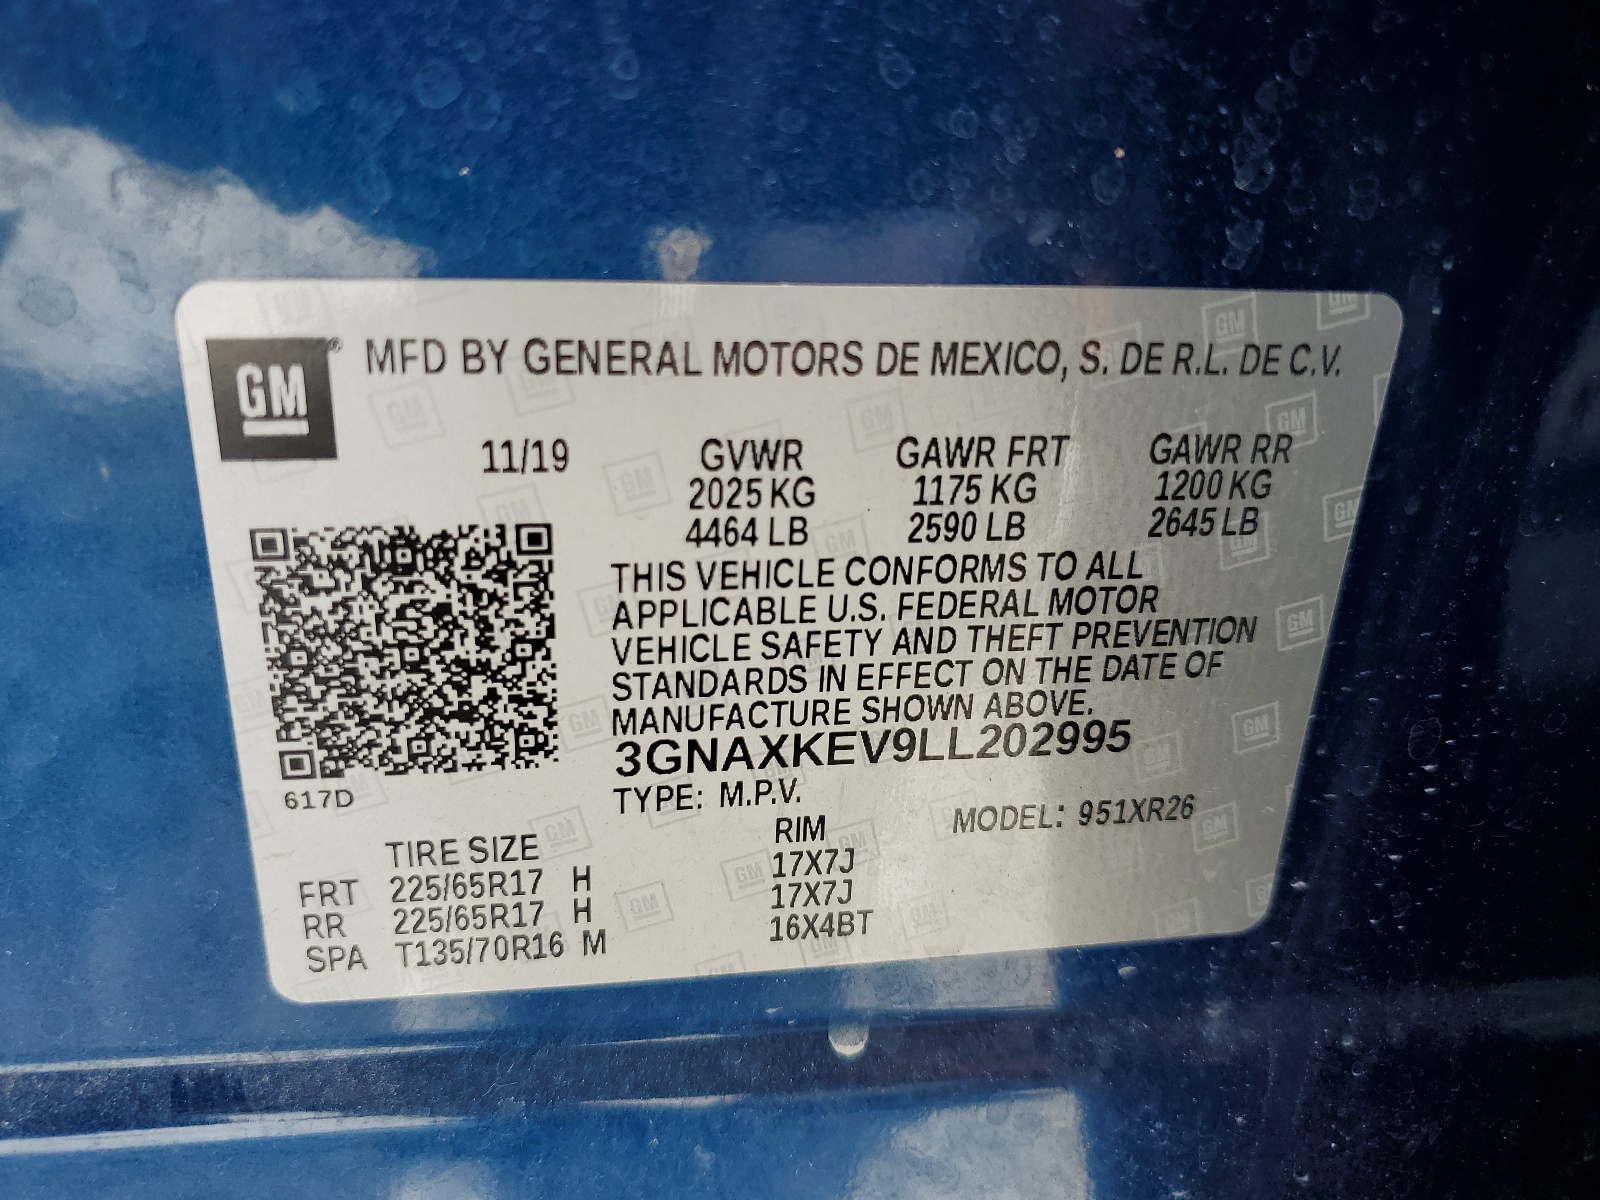 GM® MFD BY GENERAL MOTORS DE MEXICO, S. DE R.L. DE C.V.
11/19 GVWR GAWR FRT GAWR RR
2025 KG 1175 KG 1200 KG
4464 LB 2590 LB 2645 LB
THIS VEHICLE CONFORMS TO ALL
APPLICABLE U.S. FEDERAL MOTOR
VEHICLE SAFETY AND THEFT PREVENTION
STANDARDS IN EFFECT ON THE DATE OF
MANUFACTURE SHOWN ABOVE.
3GNAXKEV9LL202995
617D
TYPE: M.P.V. MODEL: 951XR26
TIRE SIZE RIM
FRT 225/65R17 H 17X7J
RR 225/65R17 H 17X7J
SPA T135/70R16 M 16X4BT